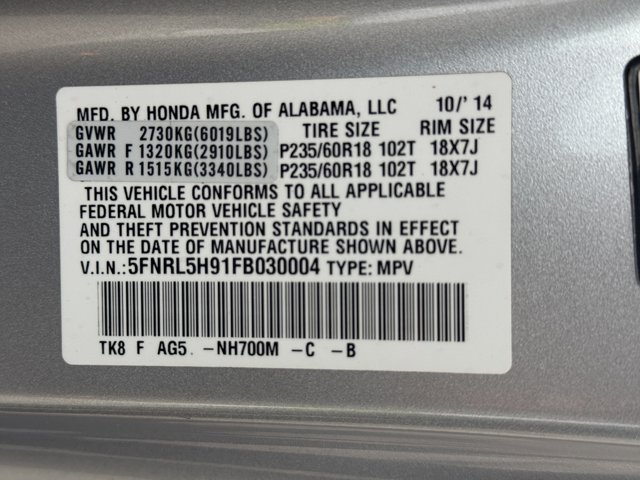 MFD. BY HONDA MFG. OF ALABAMA, LLC 10/' 14
GVWR 2730KG(6019LBS) TIRE SIZE RIM SIZE
GAWR F 1320KG(2910LBS) P235/60R18 102T 18X7J
GAWR R 1515KG(3340LBS) P235/60R18 102T 18X7J
THIS VEHICLE CONFORMS TO ALL APPLICABLE
FEDERAL MOTOR VEHICLE SAFETY
AND THEFT PREVENTION STANDARDS IN EFFECT
ON THE DATE OF MANUFACTURE SHOWN ABOVE.
V.I.N.: 5FNRL5H91FB030004 TYPE: MPV
TK8 F AG5 -NH700M -C -B